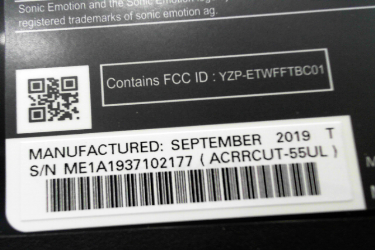 Sonic Emotion and the Sonic Emotion logo
registered trademarks of sonic emotion ag.
Contains FCC ID : YZP-ETWFFTBC01
MANUFACTURED: SEPTEMBER 2019 T
S/N ME1A1937102177 ( ACRRCUT-55UL )